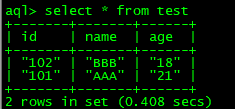 aql> select * from test
+-------+-------+------+
| id    | name  | age  |
+-------+-------+------+
| "102" | "BBB" | "18" |
| "101" | "AAA" | "21" |
+-------+-------+------+
2 rows in set (0.408 secs)